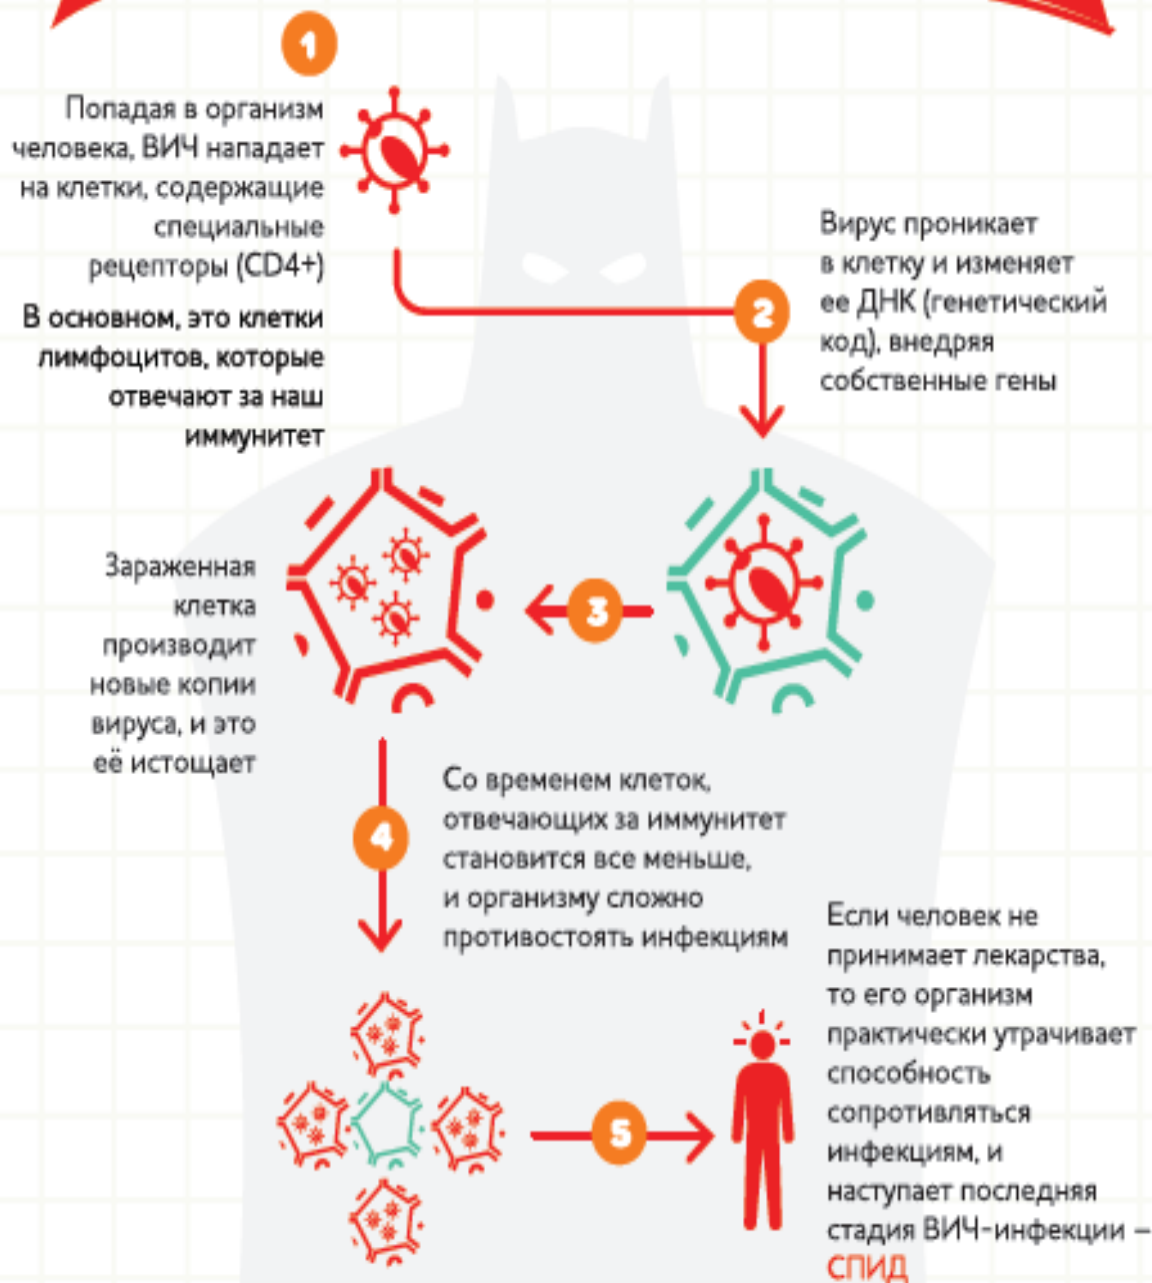 1
Попадая в организм
человека, ВИЧ нападает
на клетки, содержащие
специальные
рецепторы (CD4+)
В основном, это клетки
лимфоцитов, которые
отвечают за наш
иммунитет
2
Вирус проникает
в клетку и изменяет
ее ДНК (генетический
код), внедряя
собственные гены
3
Зараженная
клетка
производит
новые копии
вируса, и это
её истощает
4
Со временем клеток,
отвечающих за иммунитет
становится все меньше,
и организму сложно
противостоять инфекциям
5
Если человек не
принимает лекарства,
то его организм
практически утрачивает
способность
сопротивляться
инфекциям, и
наступает последняя
стадия ВИЧ-инфекции –
СПИД